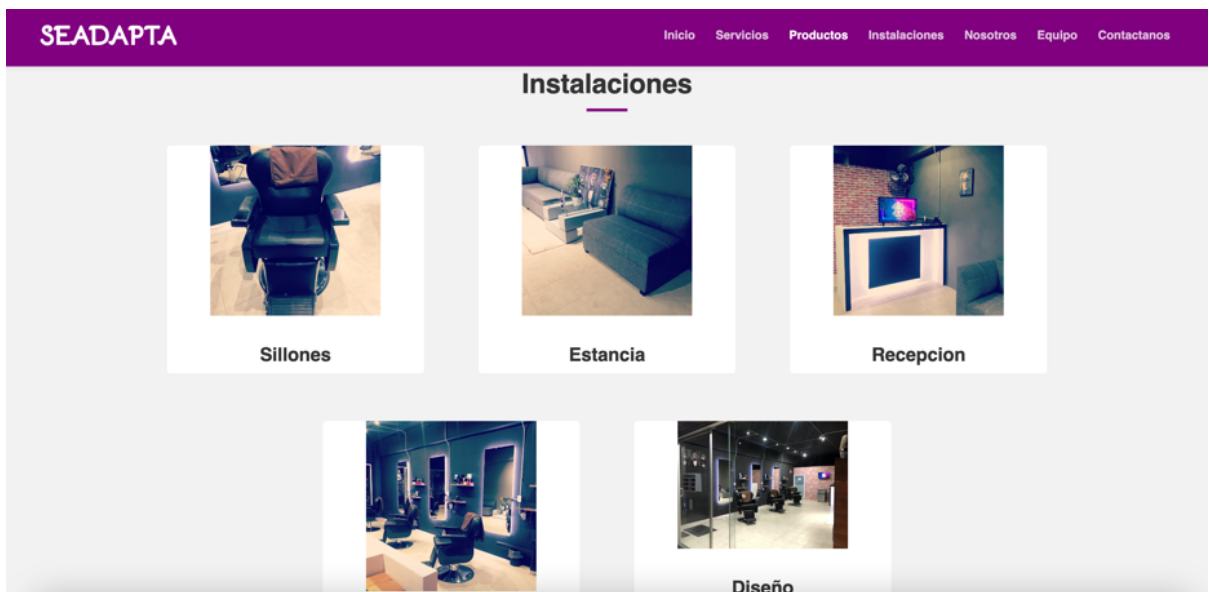 SEADAPTA
Inicio Servicios Productos Instalaciones Nosotros Equipo Contactanos
Instalaciones
Sillones Estancia Recepcion
Diseño